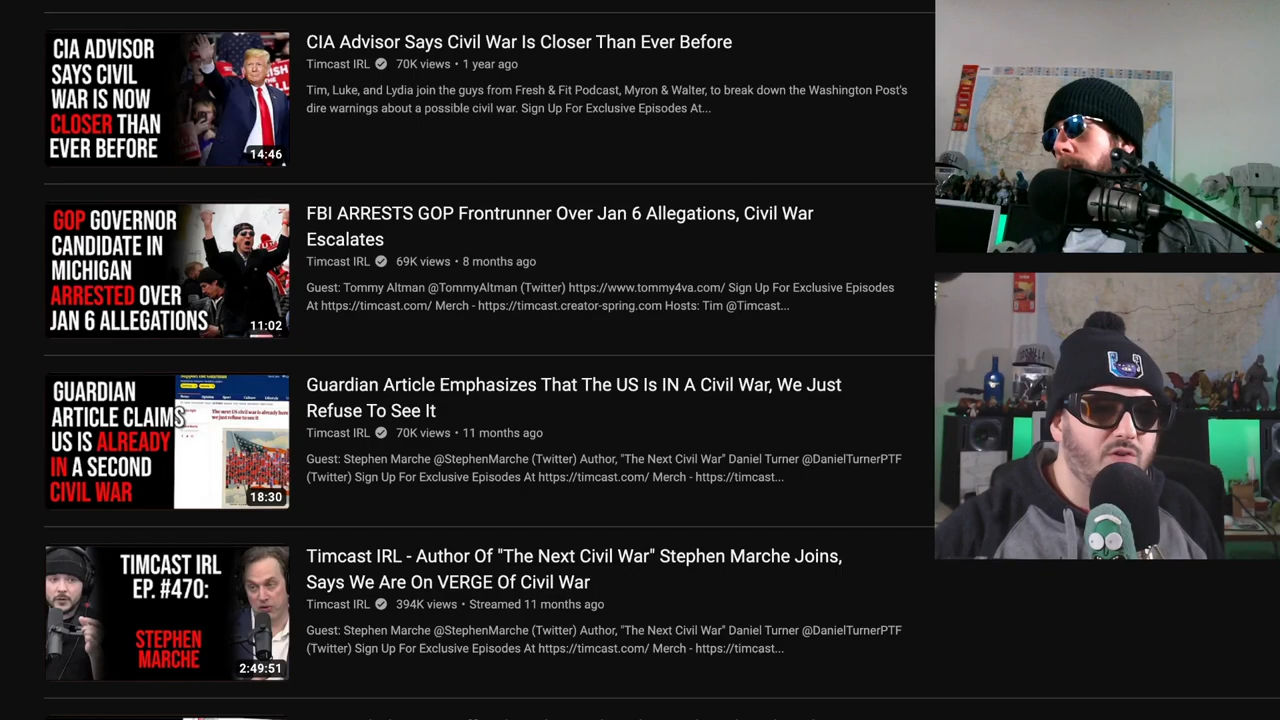 CIA ADVISOR
SAYS CIVIL
WAR IS NOW
CLOSER THAN
EVER BEFORE
14:46
CIA Advisor Says Civil War Is Closer Than Ever Before
Timcast IRL 70K views • 1 year ago
Tim, Luke, and Lydia join the guys from Fresh & Fit Podcast, Myron & Walter, to break down the Washington Post's
dire warnings about a possible civil war. Sign Up For Exclusive Episodes At...
GOP GOVERNOR
CANDIDATE IN
MICHIGAN
ARRESTED OVER
JAN 6 ALLEGATIONS
11:02
FBI ARRESTS GOP Frontrunner Over Jan 6 Allegations, Civil War
Escalates
Timcast IRL 69K views • 8 months ago
Guest: Tommy Altman @TommyAltman (Twitter) https://www.tommy4va.com/ Sign Up For Exclusive Episodes
At https://timcast.com/ Merch - https://timcast.creator-spring.com Hosts: Tim @Timcast...
GUARDIAN
ARTICLE CLAIMS
US IS ALREADY
IN A SECOND
CIVIL WAR
18:30
Guardian Article Emphasizes That The US Is IN A Civil War, We Just
Refuse To See It
Timcast IRL 70K views • 11 months ago
Guest: Stephen Marche @StephenMarche (Twitter) Author, "The Next Civil War" Daniel Turner @DanielTurnerPTF
(Twitter) Sign Up For Exclusive Episodes At https://timcast.com/ Merch - https://timcast...
TIMCAST IRL
EP. #470:
STEPHEN
MARCHE
2:49:51
Timcast IRL - Author Of "The Next Civil War" Stephen Marche Joins,
Says We Are On VERGE Of Civil War
Timcast IRL 394K views • Streamed 11 months ago
Guest: Stephen Marche @StephenMarche (Twitter) Author, "The Next Civil War" Daniel Turner @DanielTurnerPTF
(Twitter) Sign Up For Exclusive Episodes At https://timcast.com/ Merch - https://timcast...